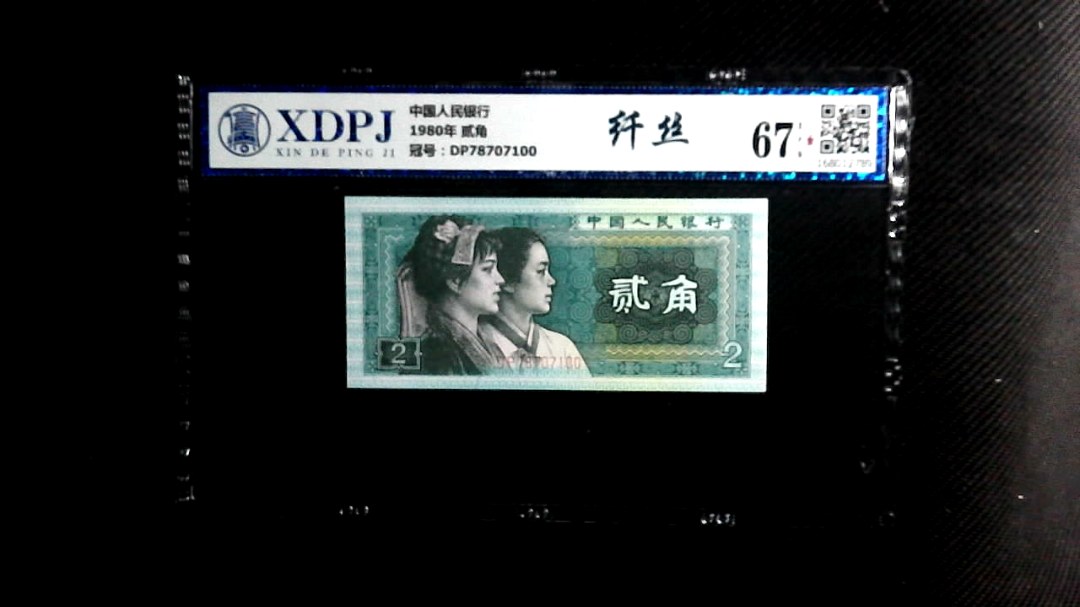 XDPJ
XIN DE PING JI
中国人民银行
1980年 贰角
冠号：DP78707100
纤丝
67
中国人民银行
贰角
2
2
DP78707100